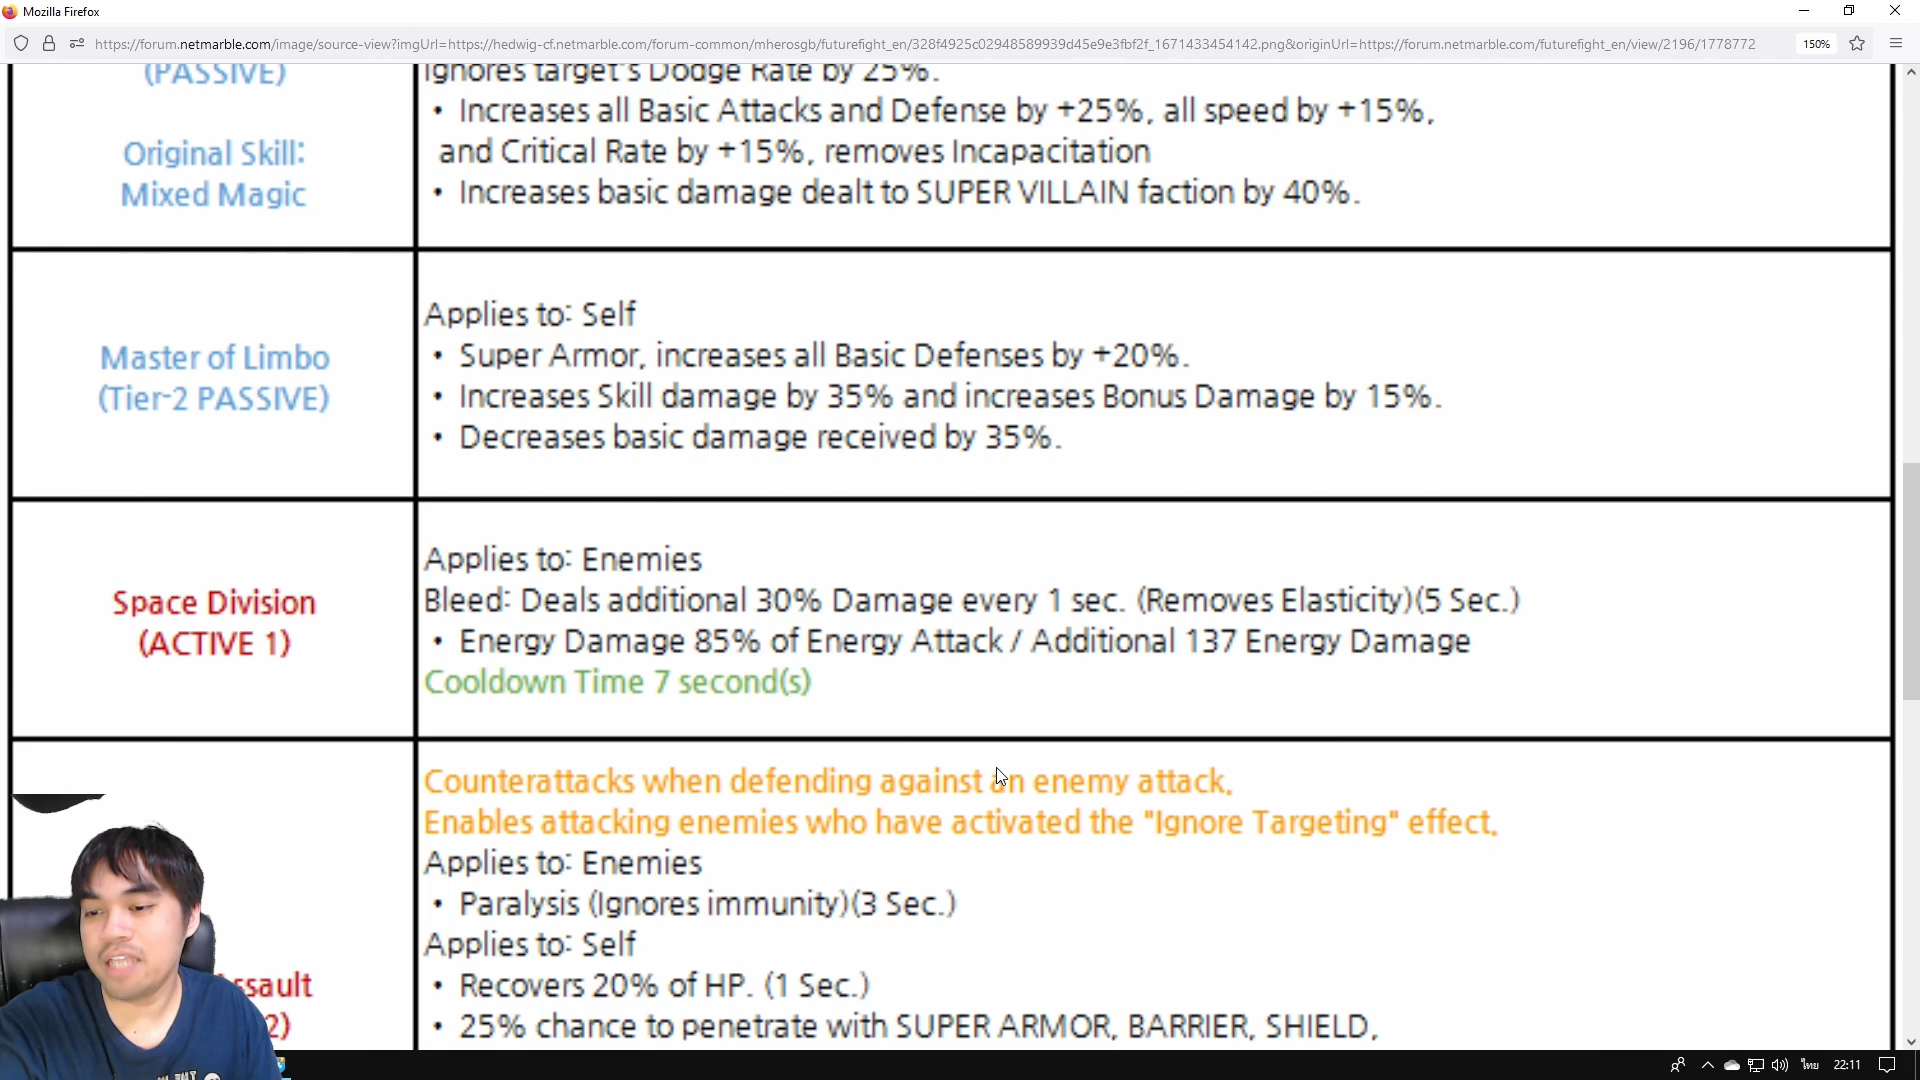 Mozilla Firefox
https://forum.netmarble.com/image/source-view?imgUrl=https://hedwig-cf.netmarble.com/forum-common/mherosgb/futurefight_en/328f4925c02948589939d45e9e3fbf2f_1671433454142.png&originUrl=https://forum.netmarble.com/futurefight_en/view/2196/1778772
150%
(PASSIVE)
Original Skill:
Mixed Magic
Ignores target's Dodge Rate by 25%.
• Increases all Basic Attacks and Defense by +25%, all speed by +15%,
and Critical Rate by +15%, removes Incapacitation
• Increases basic damage dealt to SUPER VILLAIN faction by 40%.
Master of Limbo
(Tier-2 PASSIVE)
Applies to: Self
• Super Armor, increases all Basic Defenses by +20%.
• Increases Skill damage by 35% and increases Bonus Damage by 15%.
• Decreases basic damage received by 35%.
Space Division
(ACTIVE 1)
Applies to: Enemies
Bleed: Deals additional 30% Damage every 1 sec. (Removes Elasticity)(5 Sec.)
• Energy Damage 85% of Energy Attack / Additional 137 Energy Damage
Cooldown Time 7 second(s)
ssault
2)
Counterattacks when defending against an enemy attack.
Enables attacking enemies who have activated the "Ignore Targeting" effect.
Applies to: Enemies
• Paralysis (Ignores immunity)(3 Sec.)
Applies to: Self
• Recovers 20% of HP. (1 Sec.)
• 25% chance to penetrate with SUPER ARMOR, BARRIER, SHIELD,
ไทย
22:11